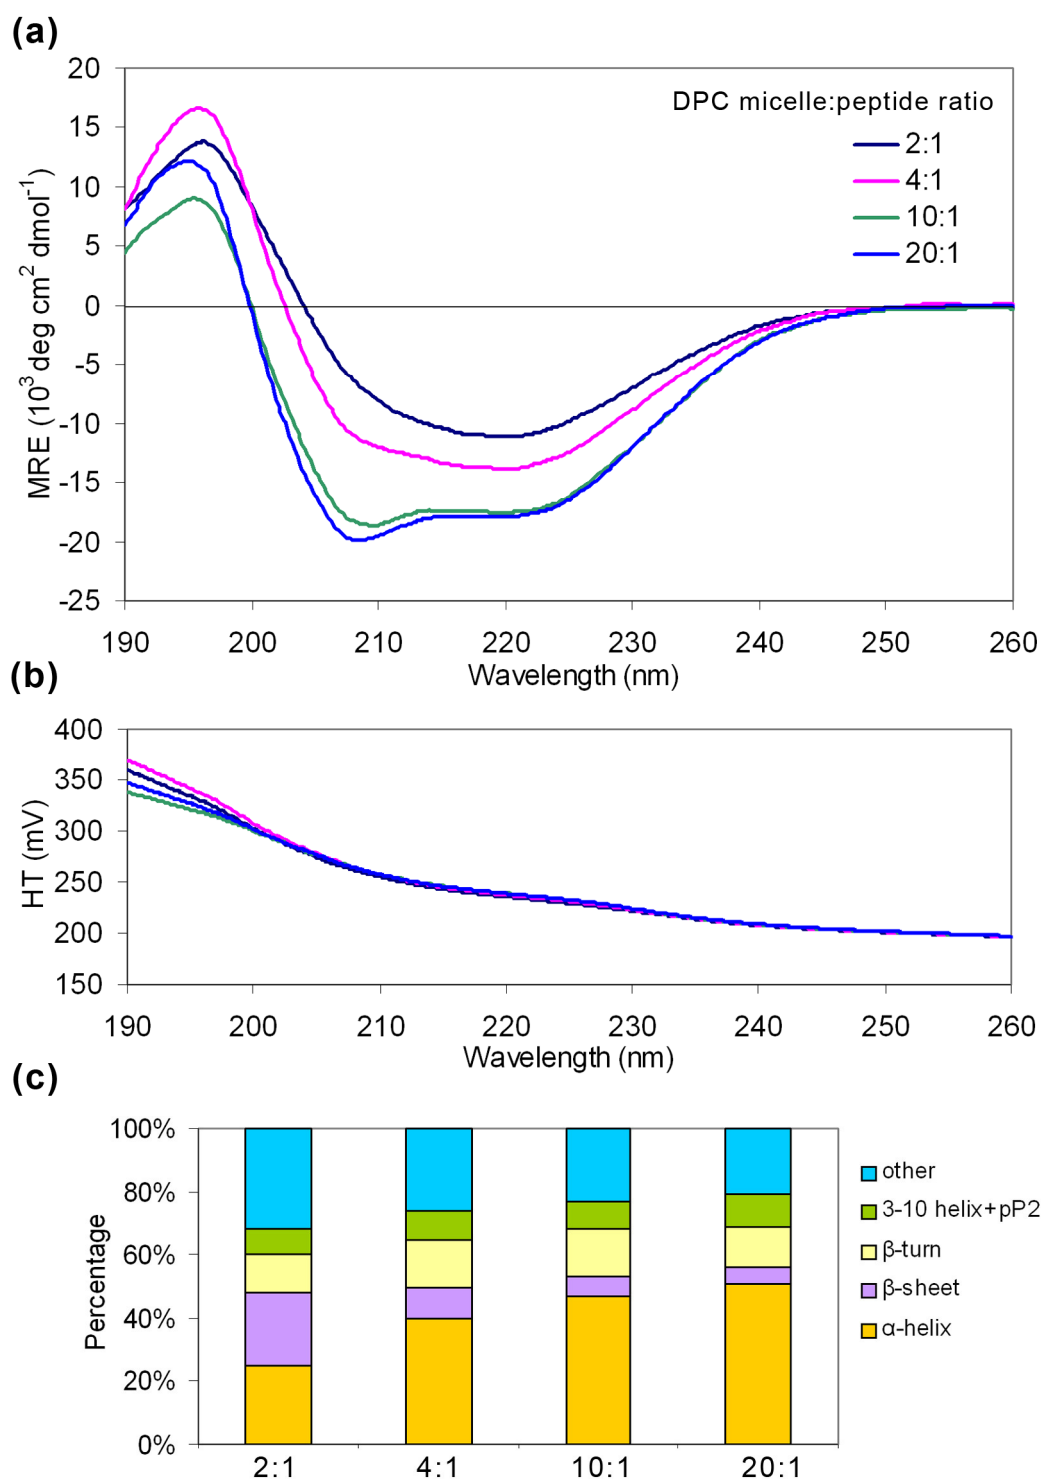 (a)
20
15
10
5
0
-5
-10
-15
-20
-25
MRE (10³ deg cm² dmol⁻¹)
DPC micelle:peptide ratio
2:1
4:1
10:1
20:1
190 200 210 220 230 240 250 260
Wavelength (nm)
(b)
400
350
300
250
200
150
HT (mV)
190 200 210 220 230 240 250 260
Wavelength (nm)
(c)
100%
80%
60%
40%
20%
0%
Percentage
other
3-10 helix+pP2
β-turn
β-sheet
α-helix
2:1 4:1 10:1 20:1